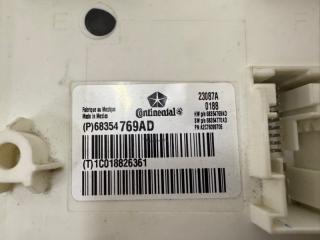 Continental
23087A
0188
Fabriqué au Mexique
Made in Mexico
(P)68354769AD
(T)1C018826361